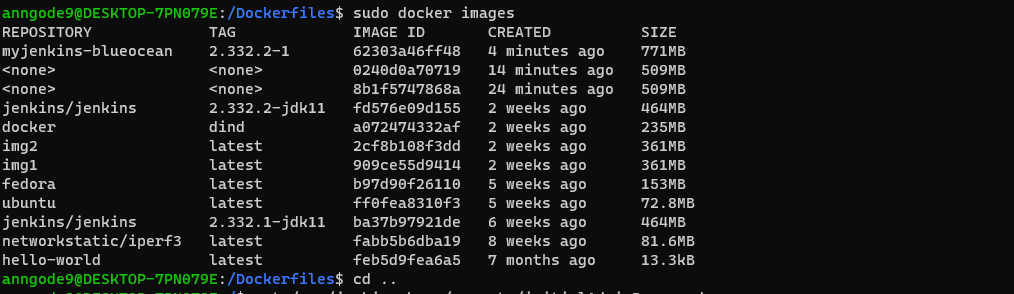 anngode9@DESKTOP-7PN079E:/Dockerfiles$ sudo docker images
REPOSITORY TAG IMAGE ID CREATED SIZE
myjenkins-blueocean 2.332.2-1 62303a46ff48 4 minutes ago 771MB
<none> <none> 0240d0a70719 14 minutes ago 509MB
<none> <none> 8b1f5747868a 24 minutes ago 509MB
jenkins/jenkins 2.332.2-jdk11 fd576e09d155 2 weeks ago 464MB
docker dind a072474332af 2 weeks ago 235MB
img2 latest 2cf8b108f3dd 2 weeks ago 361MB
img1 latest 909ce55d9414 2 weeks ago 361MB
fedora latest b97d90f26110 5 weeks ago 153MB
ubuntu latest ff0fea8310f3 5 weeks ago 72.8MB
jenkins/jenkins 2.332.1-jdk11 ba37b97921de 6 weeks ago 464MB
networkstatic/iperf3 latest fabb5b6dba19 8 weeks ago 81.6MB
hello-world latest feb5d9fea6a5 7 months ago 13.3kB
anngode9@DESKTOP-7PN079E:/Dockerfiles$ cd ..